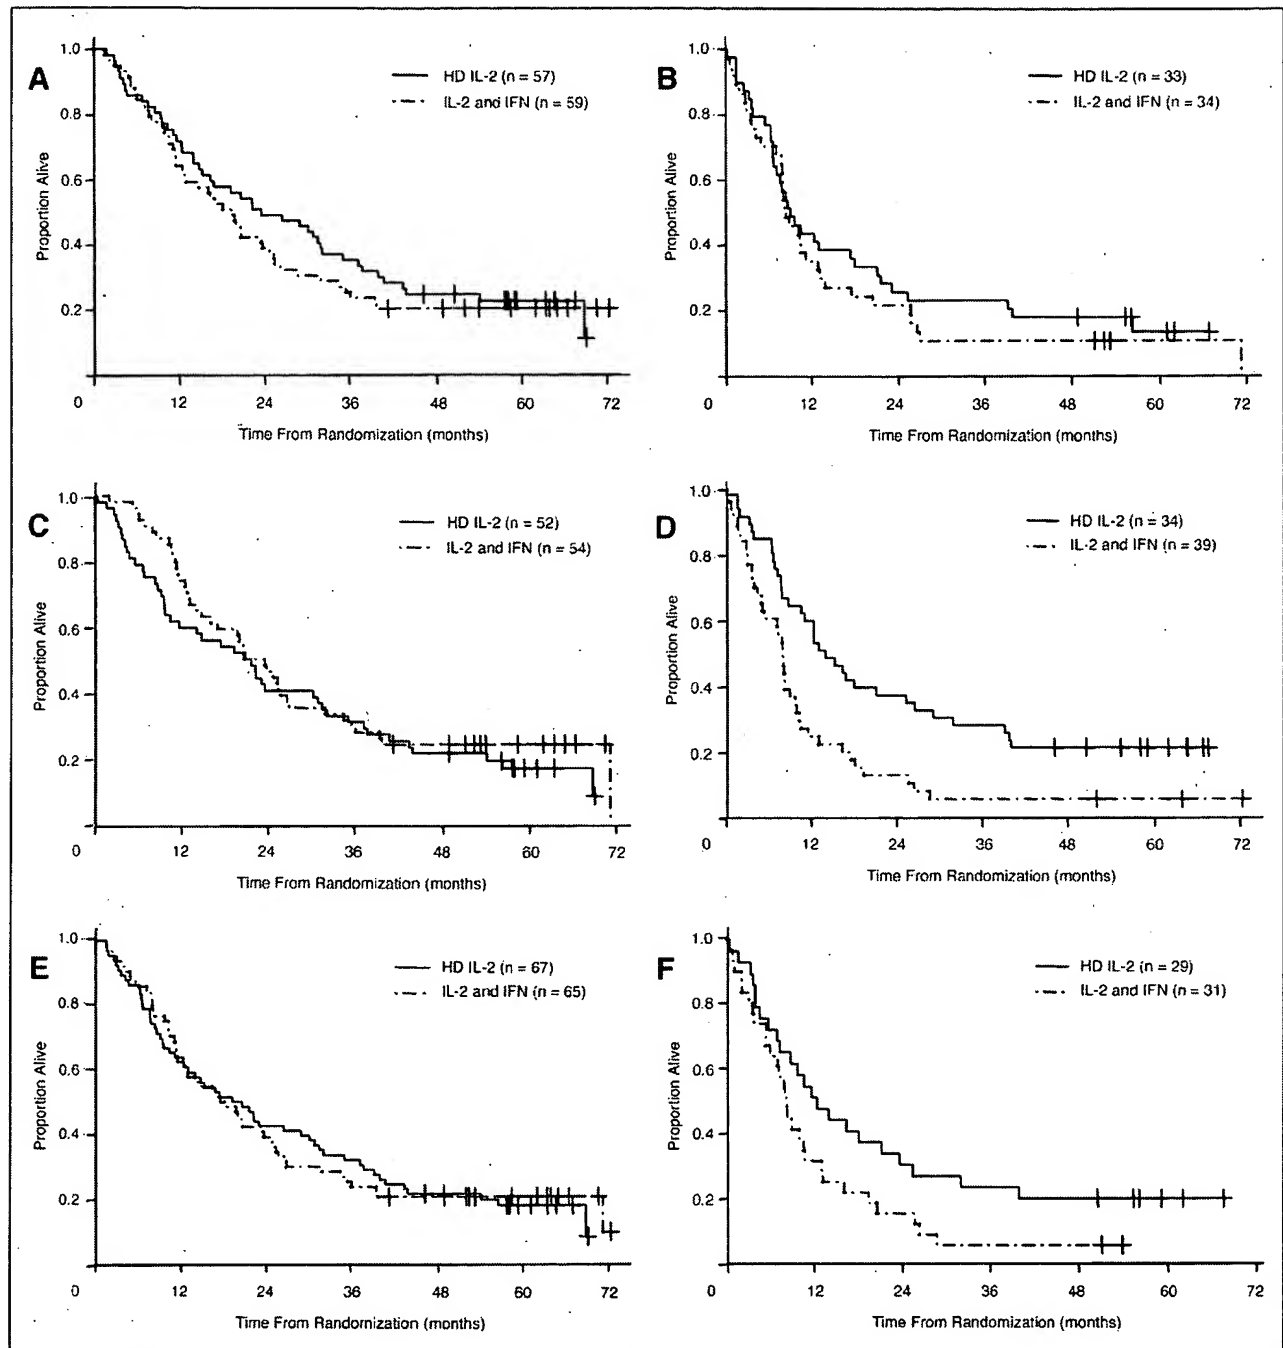 A
HD IL-2 (n = 57)
IL-2 and IFN (n = 59)
Proportion Alive
1.0
0.8
0.6
0.4
0.2
0 12 24 36 48 60 72
Time From Randomization (months)
B
HD IL-2 (n = 33)
IL-2 and IFN (n = 34)
Proportion Alive
1.0
0.8
0.6
0.4
0.2
0 12 24 36 48 60 72
Time From Randomization (months)
C
HD IL-2 (n = 52)
IL-2 and IFN (n = 54)
Proportion Alive
1.0
0.8
0.6
0.4
0.2
0 12 24 36 48 60 72
Time From Randomization (months)
D
HD IL-2 (n = 34)
IL-2 and IFN (n = 39)
Proportion Alive
1.0
0.8
0.6
0.4
0.2
0 12 24 36 48 60 72
Time From Randomization (months)
E
HD IL-2 (n = 67)
IL-2 and IFN (n = 65)
Proportion Alive
1.0
0.8
0.6
0.4
0.2
0 12 24 36 48 60 72
Time From Randomization (months)
F
HD IL-2 (n = 29)
IL-2 and IFN (n = 31)
Proportion Alive
1.0
0.8
0.6
0.4
0.2
0 12 24 36 48 60 72
Time From Randomization (months)